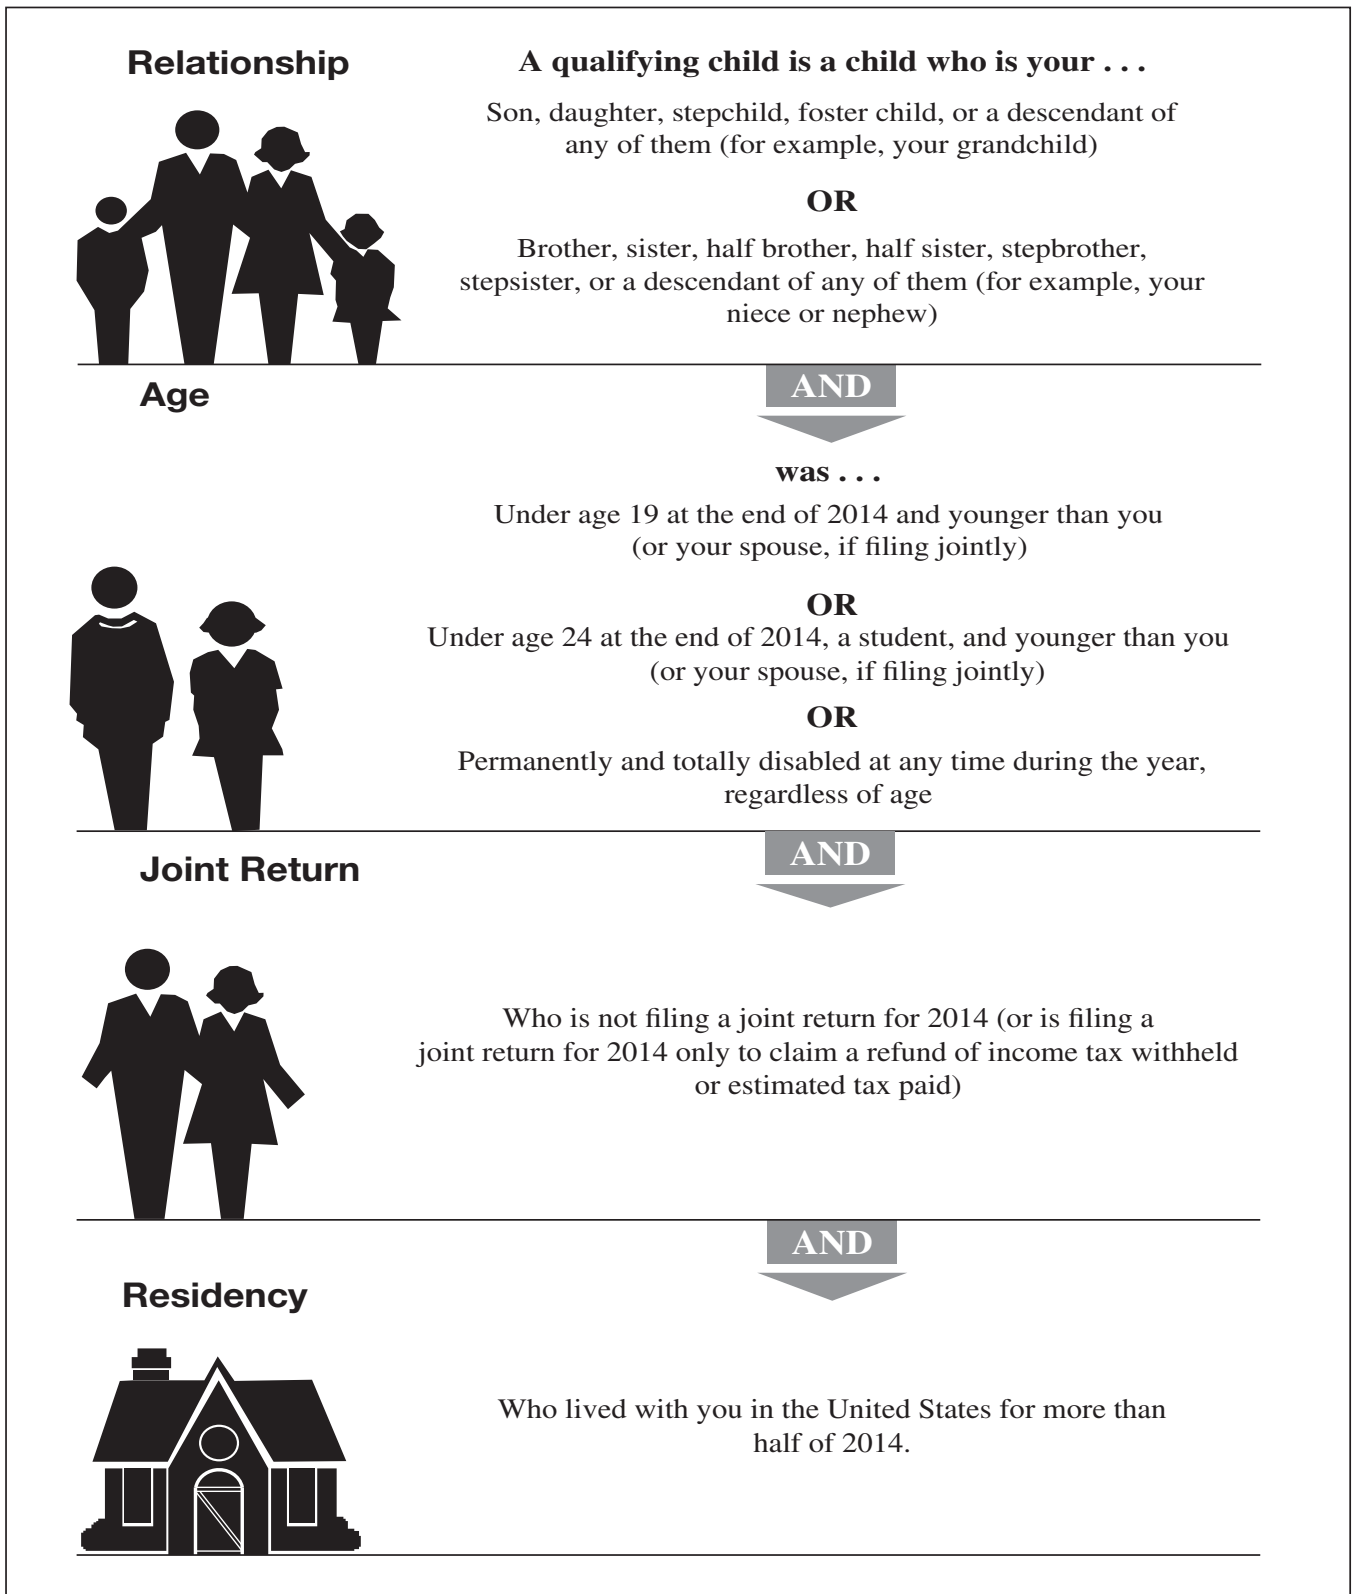 Relationship
A qualifying child is a child who is your . . .
Son, daughter, stepchild, foster child, or a descendant of
any of them (for example, your grandchild)
OR
Brother, sister, half brother, half sister, stepbrother,
stepsister, or a descendant of any of them (for example, your
niece or nephew)
AND
Age
was . . .
Under age 19 at the end of 2014 and younger than you
(or your spouse, if filing jointly)
OR
Under age 24 at the end of 2014, a student, and younger than you
(or your spouse, if filing jointly)
OR
Permanently and totally disabled at any time during the year,
regardless of age
AND
Joint Return
Who is not filing a joint return for 2014 (or is filing a
joint return for 2014 only to claim a refund of income tax withheld
or estimated tax paid)
AND
Residency
Who lived with you in the United States for more than
half of 2014.